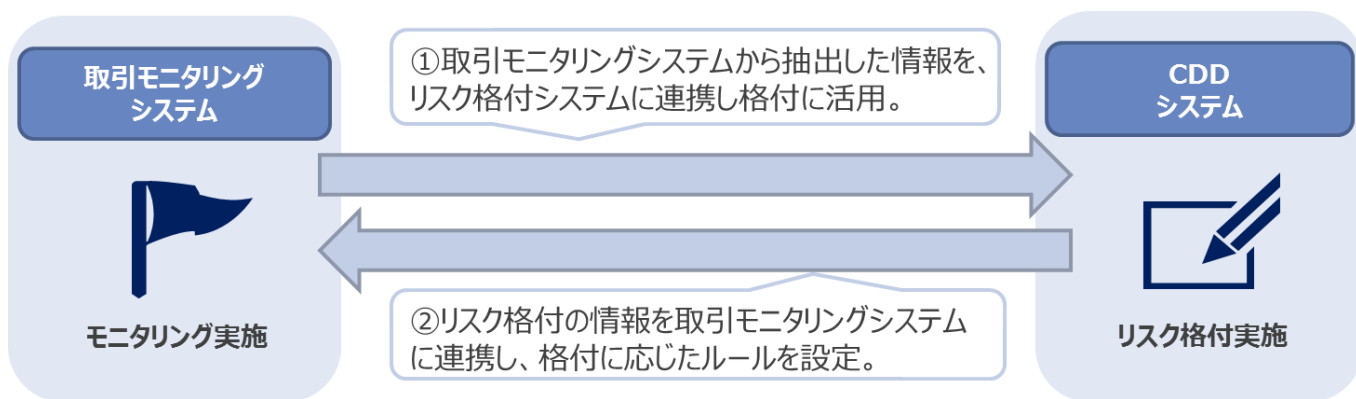 取引モニタリング
システム
モニタリング実施
①取引モニタリングシステムから抽出した情報を、
リスク格付システムに連携し格付に活用。
②リスク格付の情報を取引モニタリングシステム
に連携し、格付に応じたルールを設定。
CDD
システム
リスク格付実施